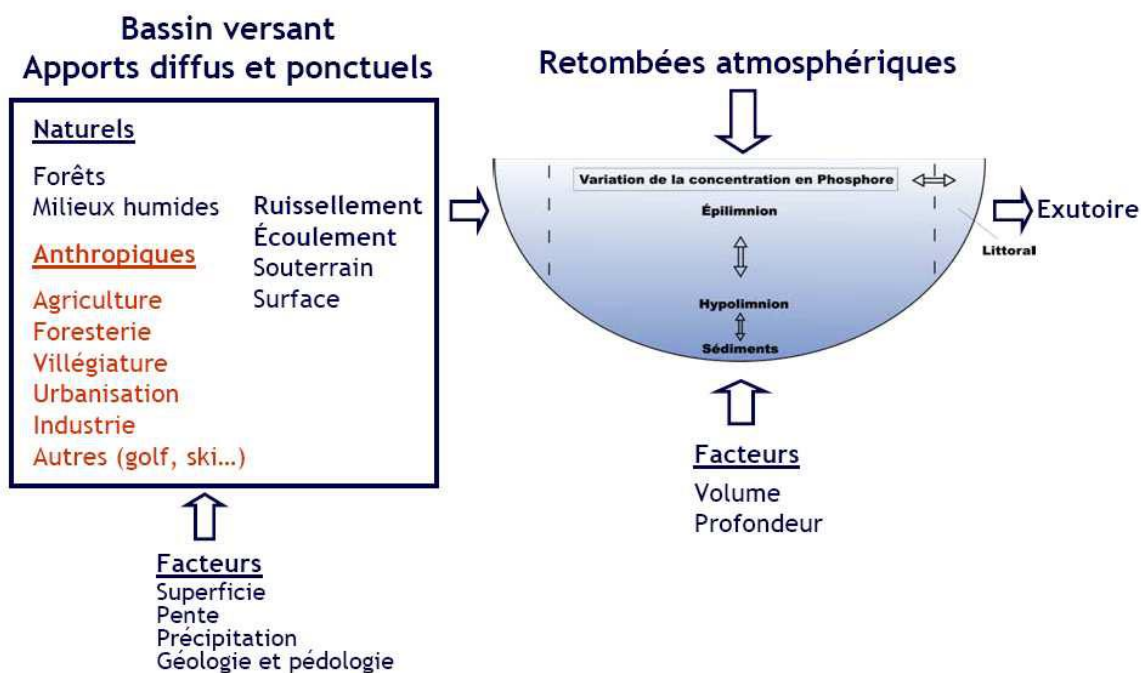 Bassin versant
Apports diffus et ponctuels
Naturels
Forêts
Milieux humides
Anthropiques
Agriculture
Foresterie
Villégiature
Urbanisation
Industrie
Autres (golf, ski...)
Ruissellement
Écoulement
Souterrain
Surface
Facteurs
Superficie
Pente
Précipitation
Géologie et pédologie
Retombées atmosphériques
Variation de la concentration en Phosphore
Épilimnion
Hypolimnion
Sédiments
Littoral
Exutoire
Facteurs
Volume
Profondeur